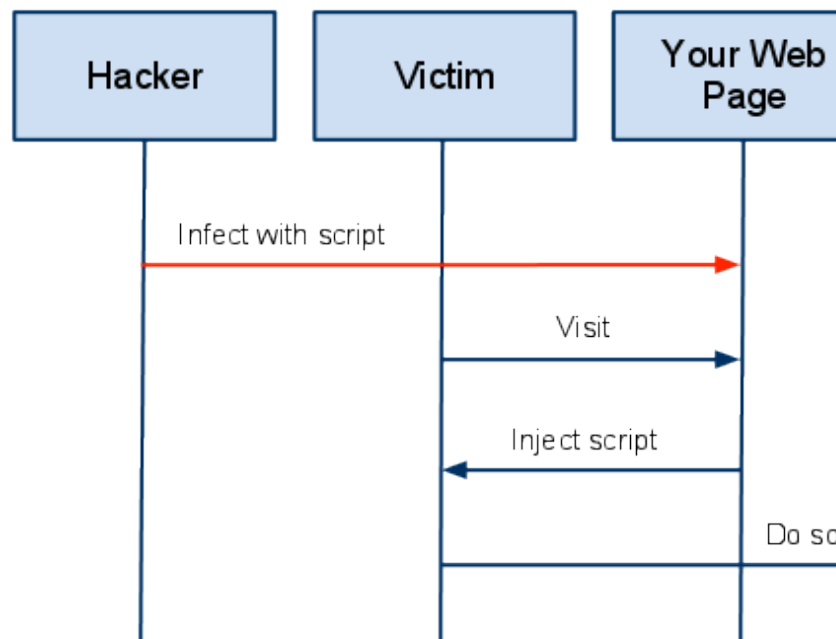 Hacker
Victim
Your Web
Page
Infect with script
Visit
Inject script
Do